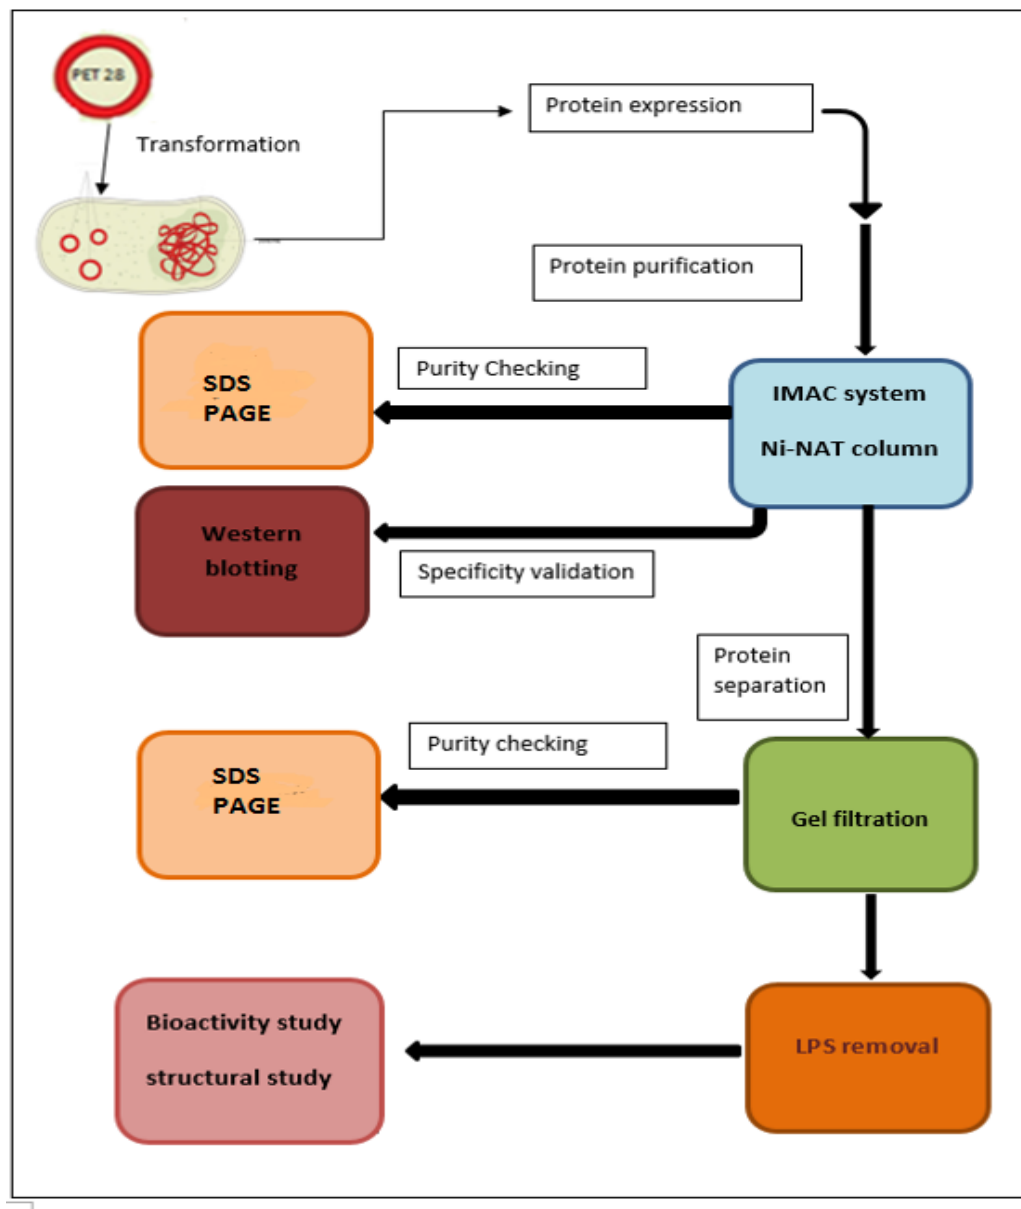 PET 28
Transformation
Protein expression
Protein purification
Purity Checking
SDS
PAGE
IMAC system
Ni-NAT column
Western
blotting
Specificity validation
Protein
separation
Purity checking
SDS
PAGE
Gel filtration
Bioactivity study
structural study
LPS removal